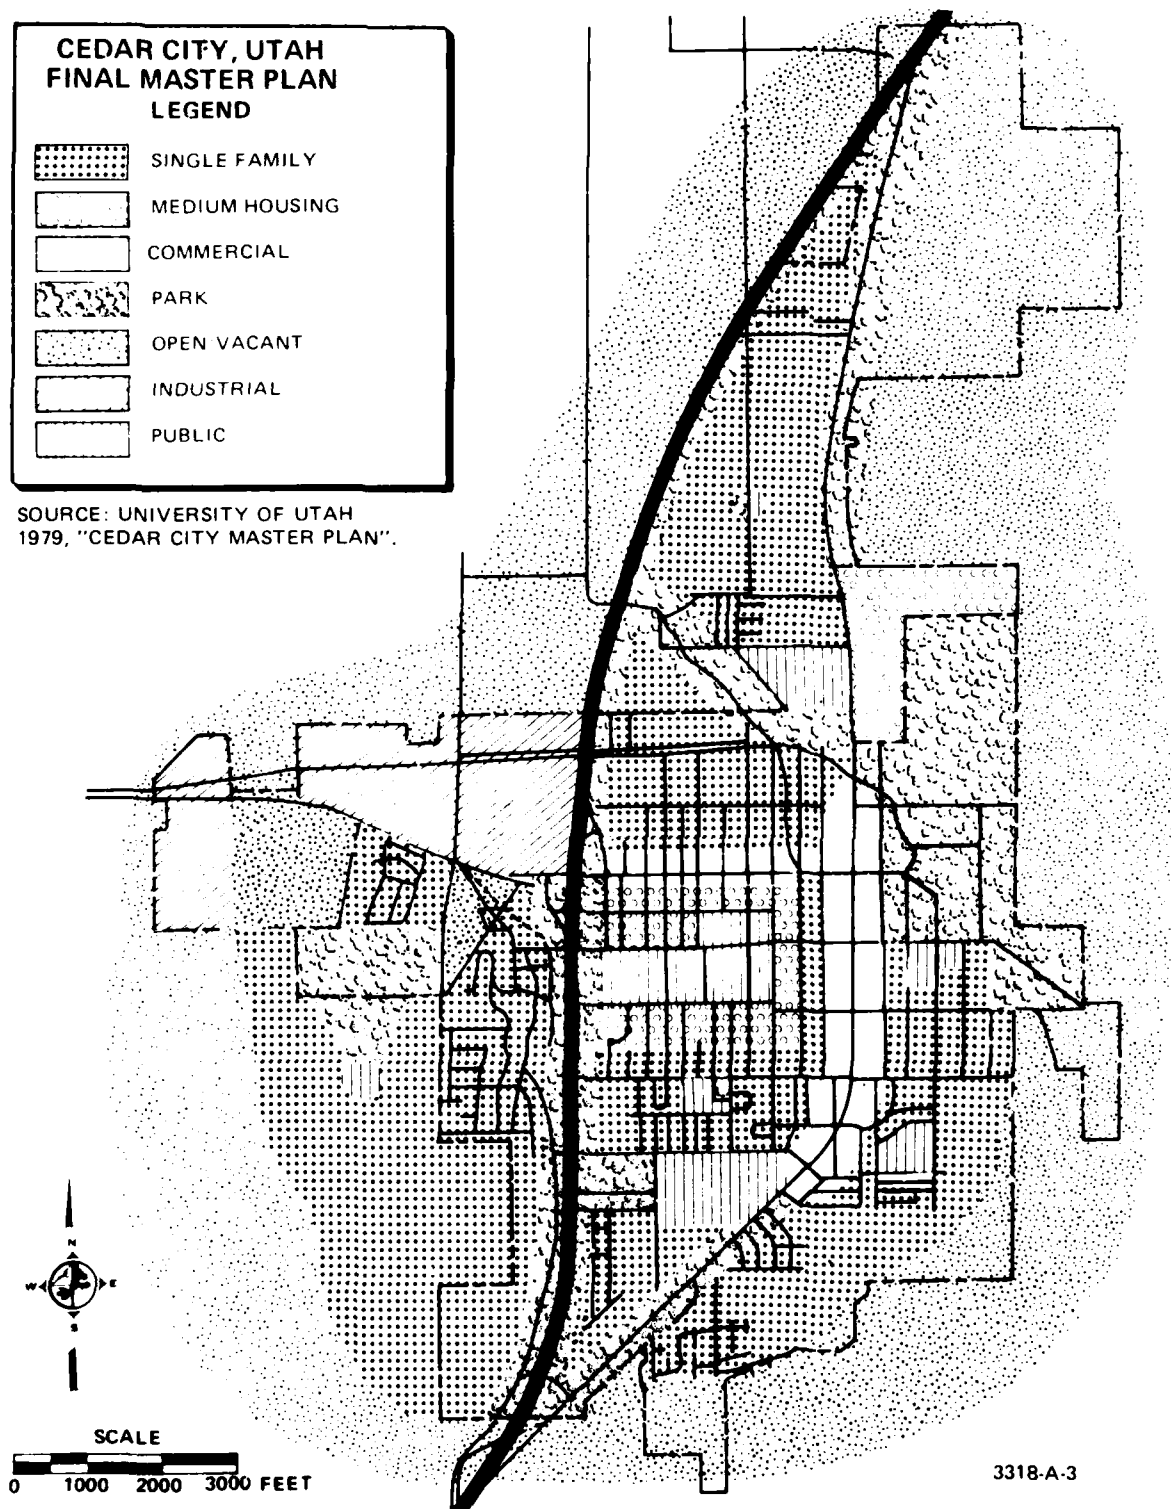 CEDAR CITY, UTAH
FINAL MASTER PLAN
LEGEND
SINGLE FAMILY
MEDIUM HOUSING
COMMERCIAL
PARK
OPEN VACANT
INDUSTRIAL
PUBLIC
SOURCE: UNIVERSITY OF UTAH
1979, "CEDAR CITY MASTER PLAN".
N
W E
S
SCALE
0 1000 2000 3000 FEET
3318-A-3